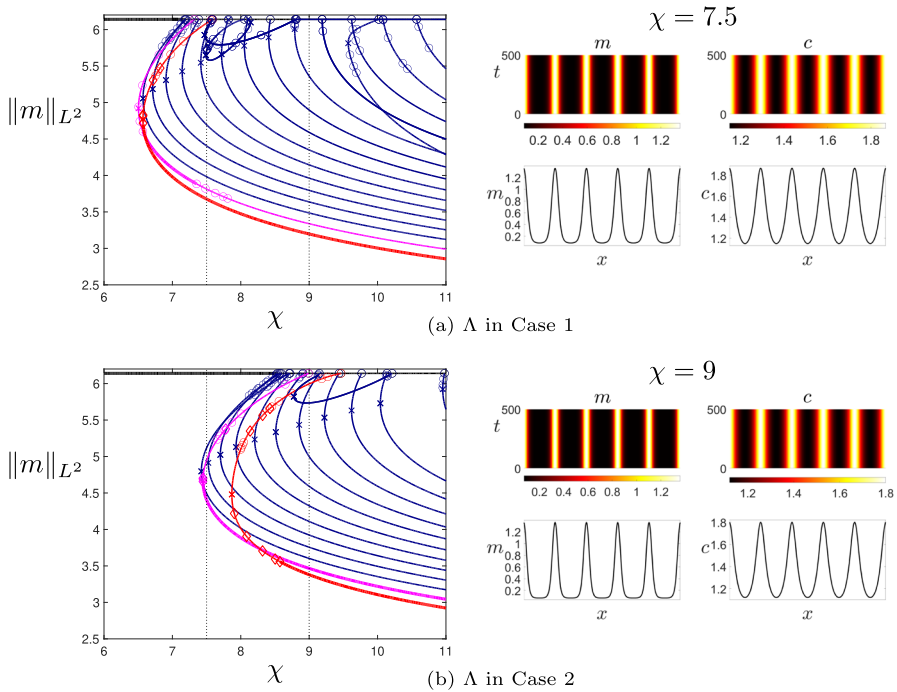 χ = 7.5
m
c
500
t
0
0.2 0.4 0.6 0.8 1 1.2
500
0
1.2 1.4 1.6 1.8
m
1.2
1
0.8
0.6
0.4
0.2
x
c
1.8
1.6
1.4
1.2
x
‖m‖_{L²}
6
5.5
5
4.5
4
3.5
3
2.5
6 7 8 9 10 11
χ
(a) Λ in Case 1
χ = 9
m
c
500
t
0
0.2 0.4 0.6 0.8 1 1.2
500
0
1.2 1.4 1.6 1.8
m
1.2
1
0.8
0.6
0.4
0.2
x
c
1.8
1.6
1.4
1.2
x
‖m‖_{L²}
6
5.5
5
4.5
4
3.5
3
2.5
6 7 8 9 10 11
χ
(b) Λ in Case 2